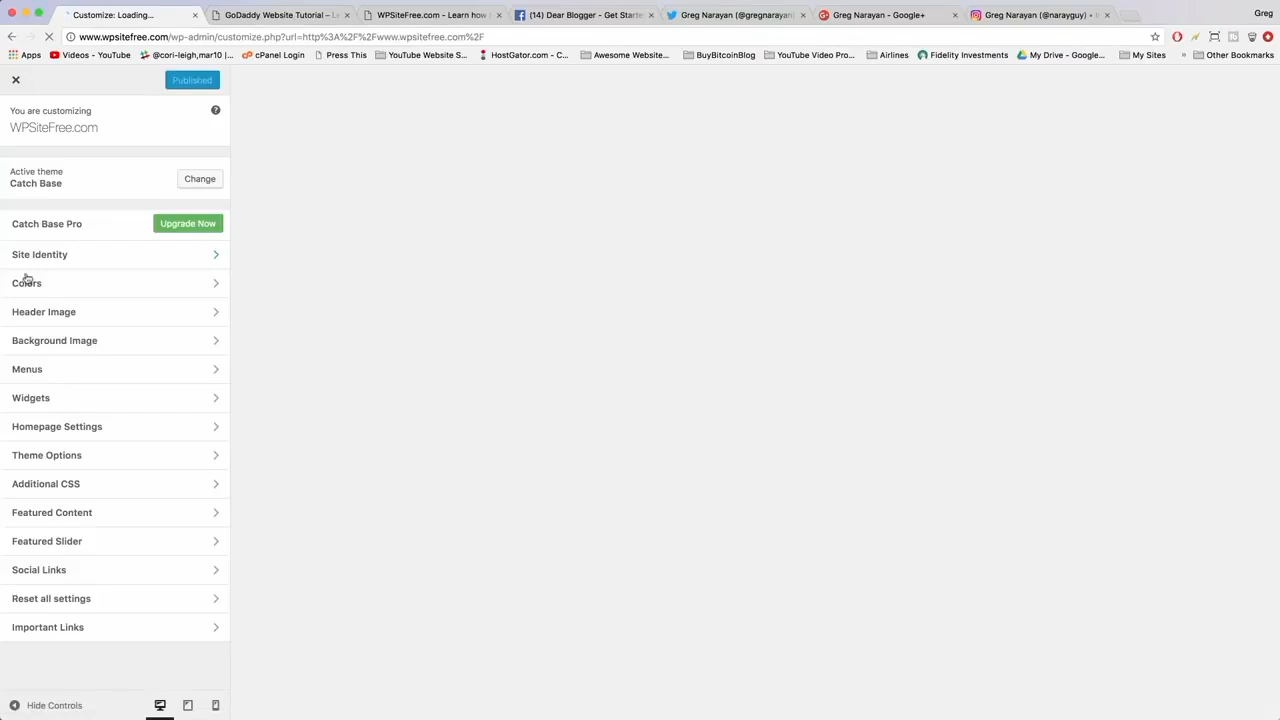 Customize: Loading...
GoDaddy Website Tutorial – Le
WPSiteFree.com - Learn how
(14) Dear Blogger - Get Starte
Greg Narayan (@gregnarayan)
Greg Narayan - Google+
Greg Narayan (@narayguy) •
Greg
www.wpsitefree.com/wp-admin/customize.php?url=http%3A%2F%2Fwww.wpsitefree.com%2F
Apps
Videos - YouTube
@cori-leigh,mar10 |...
cPanel Login
Press This
YouTube Website S...
HostGator.com - C...
Awesome Website...
BuyBitcoinBlog
YouTube Video Pro...
Airlines
Fidelity Investments
My Drive - Google...
My Sites
Other Bookmarks
Published
You are customizing
WPSiteFree.com
Active theme
Catch Base
Change
Catch Base Pro
Upgrade Now
Site Identity
Colors
Header Image
Background Image
Menus
Widgets
Homepage Settings
Theme Options
Additional CSS
Featured Content
Featured Slider
Social Links
Reset all settings
Important Links
Hide Controls